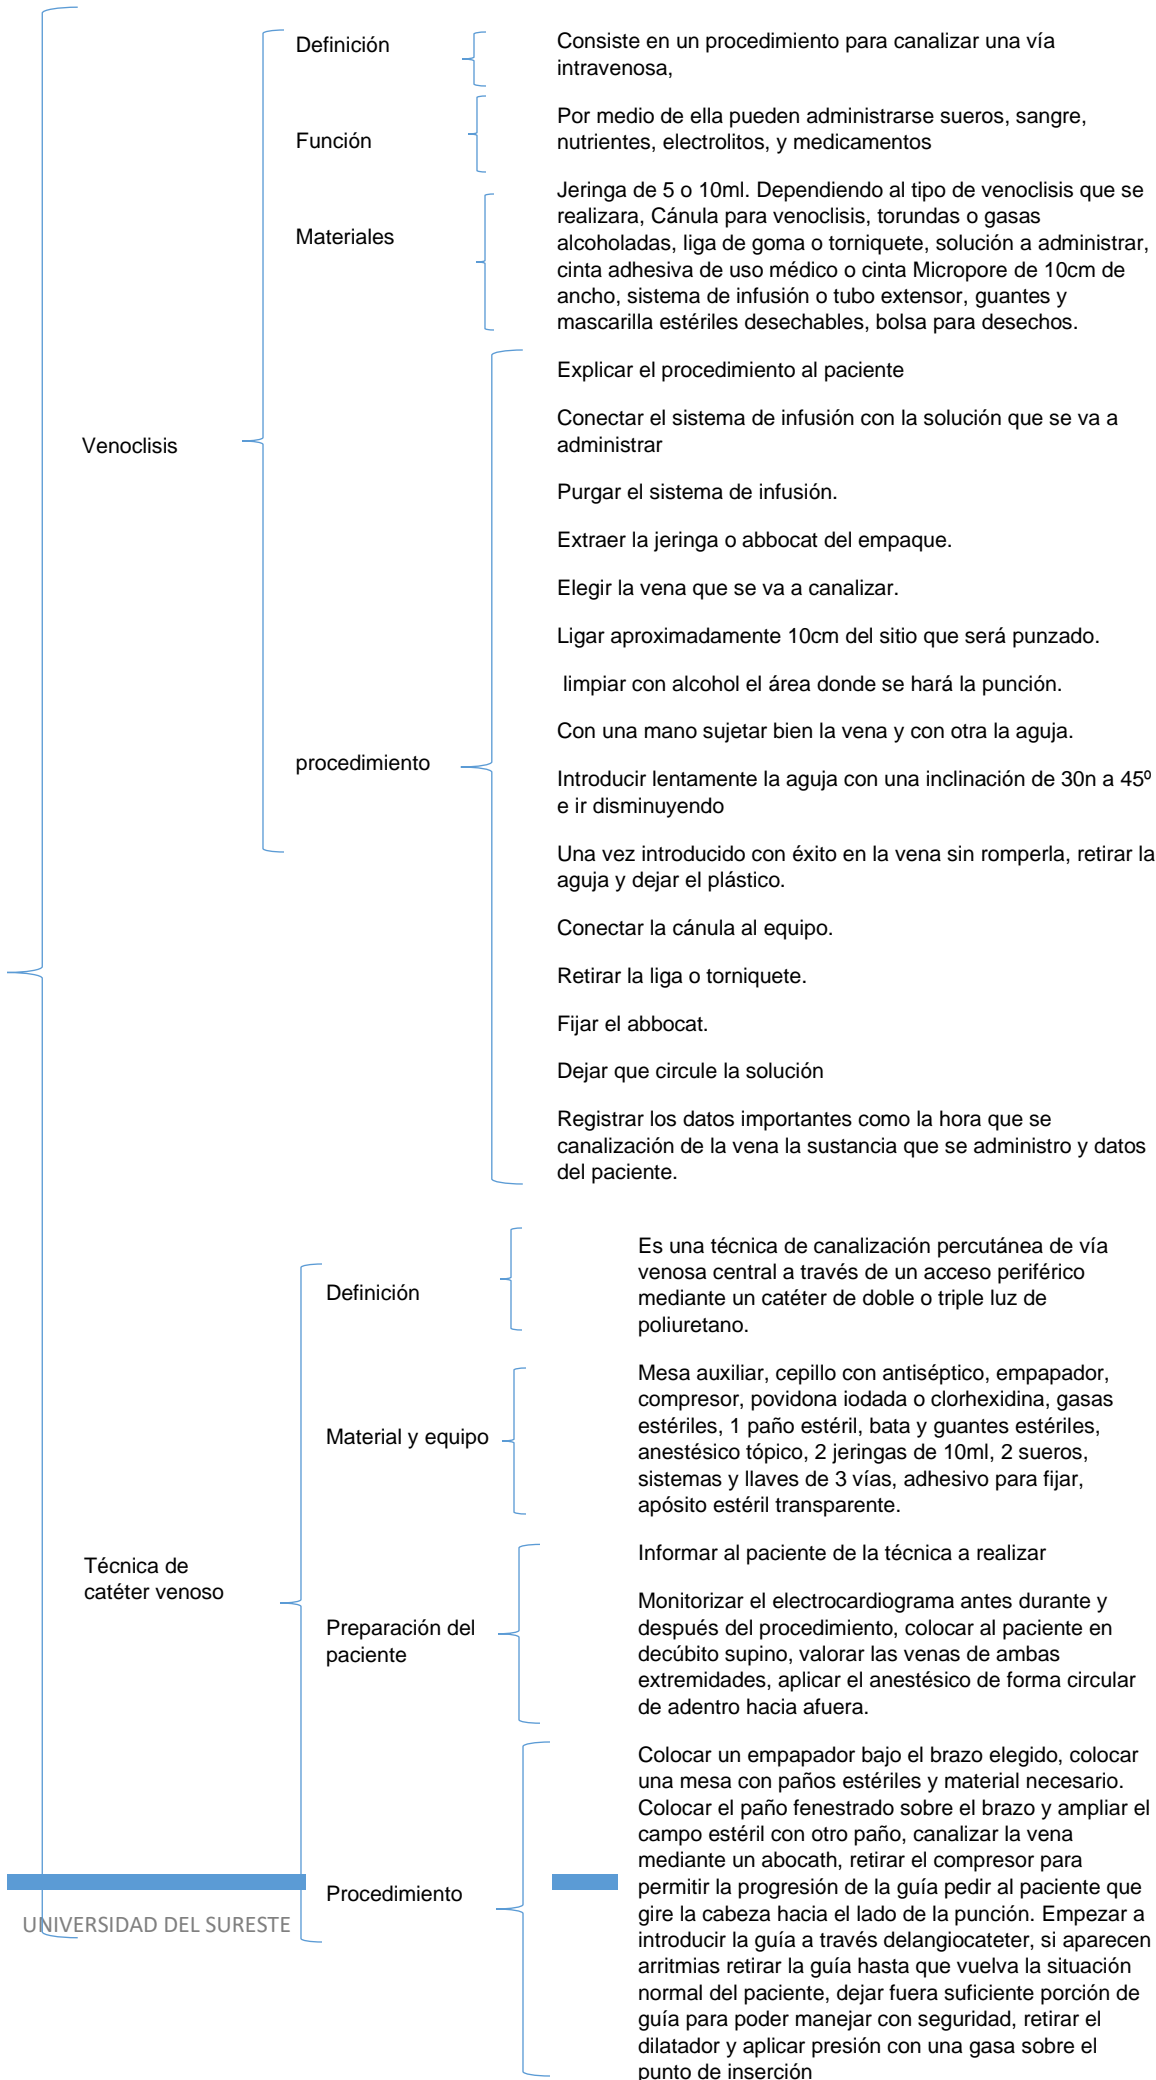 Venoclisis
Definición
Consiste en un procedimiento para canalizar una vía
intravenosa,
Función
Por medio de ella pueden administrarse sueros, sangre,
nutrientes, electrolitos, y medicamentos
Materiales
Jeringa de 5 o 10ml. Dependiendo al tipo de venoclisis que se
realizara, Cánula para venoclisis, torundas o gasas
alcoholadas, liga de goma o torniquete, solución a administrar,
cinta adhesiva de uso médico o cinta Micropore de 10cm de
ancho, sistema de infusión o tubo extensor, guantes y
mascarilla estériles desechables, bolsa para desechos.
procedimiento
Explicar el procedimiento al paciente
Conectar el sistema de infusión con la solución que se va a
administrar
Purgar el sistema de infusión.
Extraer la jeringa o abbocat del empaque.
Elegir la vena que se va a canalizar.
Ligar aproximadamente 10cm del sitio que será punzado.
limpiar con alcohol el área donde se hará la punción.
Con una mano sujetar bien la vena y con otra la aguja.
Introducir lentamente la aguja con una inclinación de 30n a 45º
e ir disminuyendo
Una vez introducido con éxito en la vena sin romperla, retirar la
aguja y dejar el plástico.
Conectar la cánula al equipo.
Retirar la liga o torniquete.
Fijar el abbocat.
Dejar que circule la solución
Registrar los datos importantes como la hora que se
canalización de la vena la sustancia que se administro y datos
del paciente.
Técnica de
catéter venoso
Definición
Es una técnica de canalización percutánea de vía
venosa central a través de un acceso periférico
mediante un catéter de doble o triple luz de
poliuretano.
Material y equipo
Mesa auxiliar, cepillo con antiséptico, empapador,
compresor, povidona iodada o clorhexidina, gasas
estériles, 1 paño estéril, bata y guantes estériles,
anestésico tópico, 2 jeringas de 10ml, 2 sueros,
sistemas y llaves de 3 vías, adhesivo para fijar,
apósito estéril transparente.
Preparación del
paciente
Informar al paciente de la técnica a realizar
Monitorizar el electrocardiograma antes durante y
después del procedimiento, colocar al paciente en
decúbito supino, valorar las venas de ambas
extremidades, aplicar el anestésico de forma circular
de adentro hacia afuera.
Procedimiento
Colocar un empapador bajo el brazo elegido, colocar
una mesa con paños estériles y material necesario.
Colocar el paño fenestrado sobre el brazo y ampliar el
campo estéril con otro paño, canalizar la vena
mediante un abocath, retirar el compresor para
permitir la progresión de la guía pedir al paciente que
gire la cabeza hacia el lado de la punción. Empezar a
introducir la guía a través delangiocateter, si aparecen
arritmias retirar la guía hasta que vuelva la situación
normal del paciente, dejar fuera suficiente porción de
guía para poder manejar con seguridad, retirar el
dilatador y aplicar presión con una gasa sobre el
punto de inserción
UNIVERSIDAD DEL SURESTE